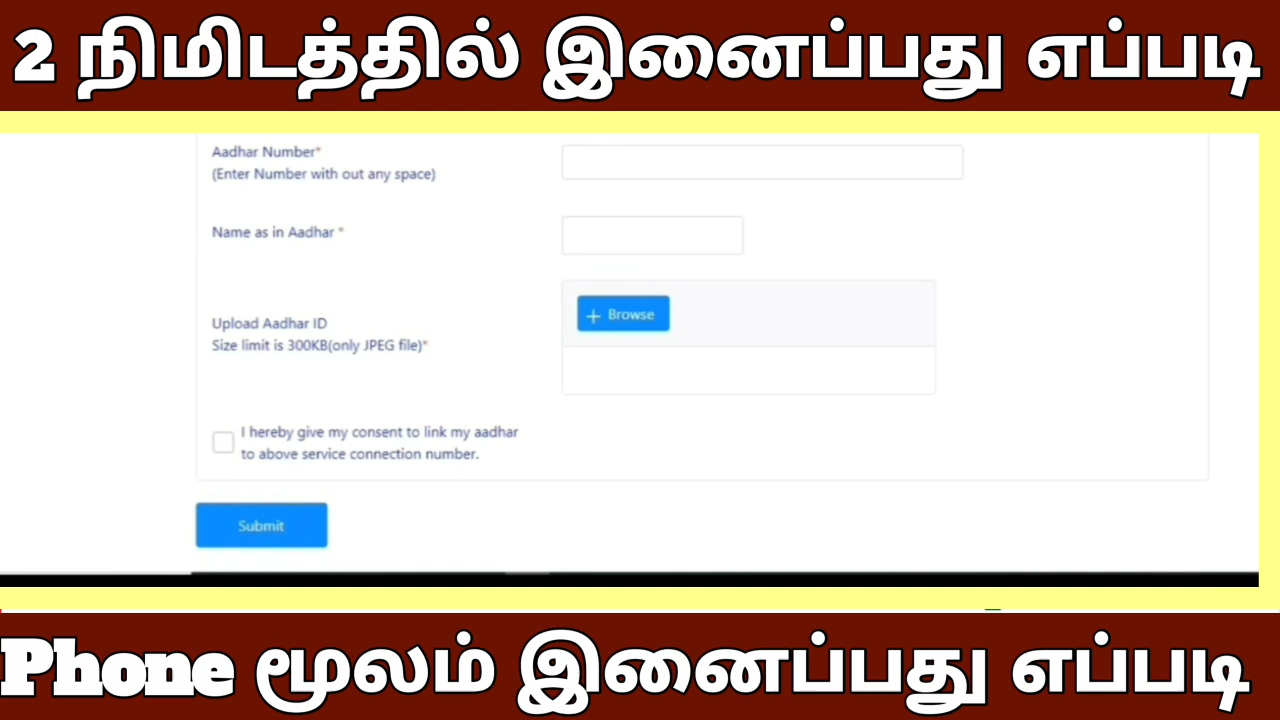 2 நிமிடத்தில் இனைப்பது எப்படி
Aadhar Number*
(Enter Number with out any space)
Name as in Aadhar *
+ Browse
Upload Aadhar ID
Size limit is 300KB(only JPEG file)*
I hereby give my consent to link my aadhar
to above service connection number.
Submit
Phone மூலம் இனைப்பது எப்படி